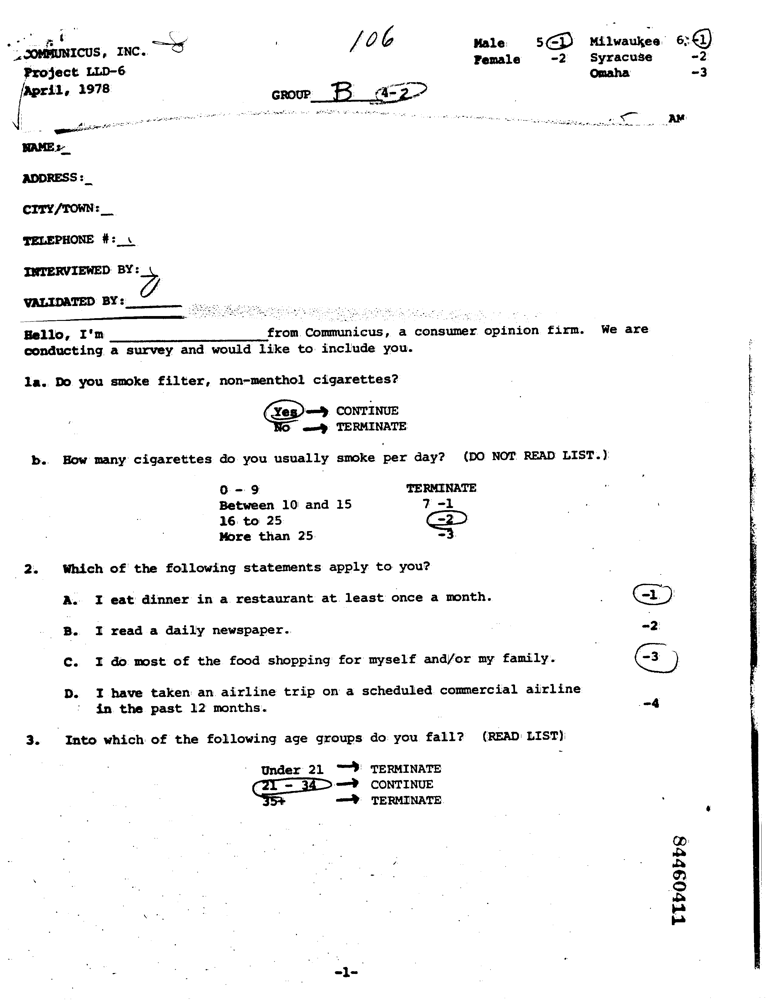 106
COMMUNICUS, INC. Male 5 -1 Milwaukee 6 -1
Project LLD-6 Female -2 Syracuse -2
April, 1978 Omaha -3
GROUP B (4-2)
AM
NAME:
ADDRESS:
CITY/TOWN:
TELEPHONE #:
INTERVIEWED BY:
VALIDATED BY:
Hello, I'm ____________________ from Communicus, a consumer opinion firm. We are
conducting a survey and would like to include you.
1a. Do you smoke filter, non-menthol cigarettes?
Yes → CONTINUE
No → TERMINATE
b. How many cigarettes do you usually smoke per day? (DO NOT READ LIST.)
0 - 9 TERMINATE
Between 10 and 15 7 -1
16 to 25 -2
More than 25 -3
2. Which of the following statements apply to you?
A. I eat dinner in a restaurant at least once a month. -1
B. I read a daily newspaper. -2
C. I do most of the food shopping for myself and/or my family. -3
D. I have taken an airline trip on a scheduled commercial airline
in the past 12 months. -4
3. Into which of the following age groups do you fall? (READ LIST)
Under 21 → TERMINATE
21 - 34 → CONTINUE
35+ → TERMINATE
84460411
-1-